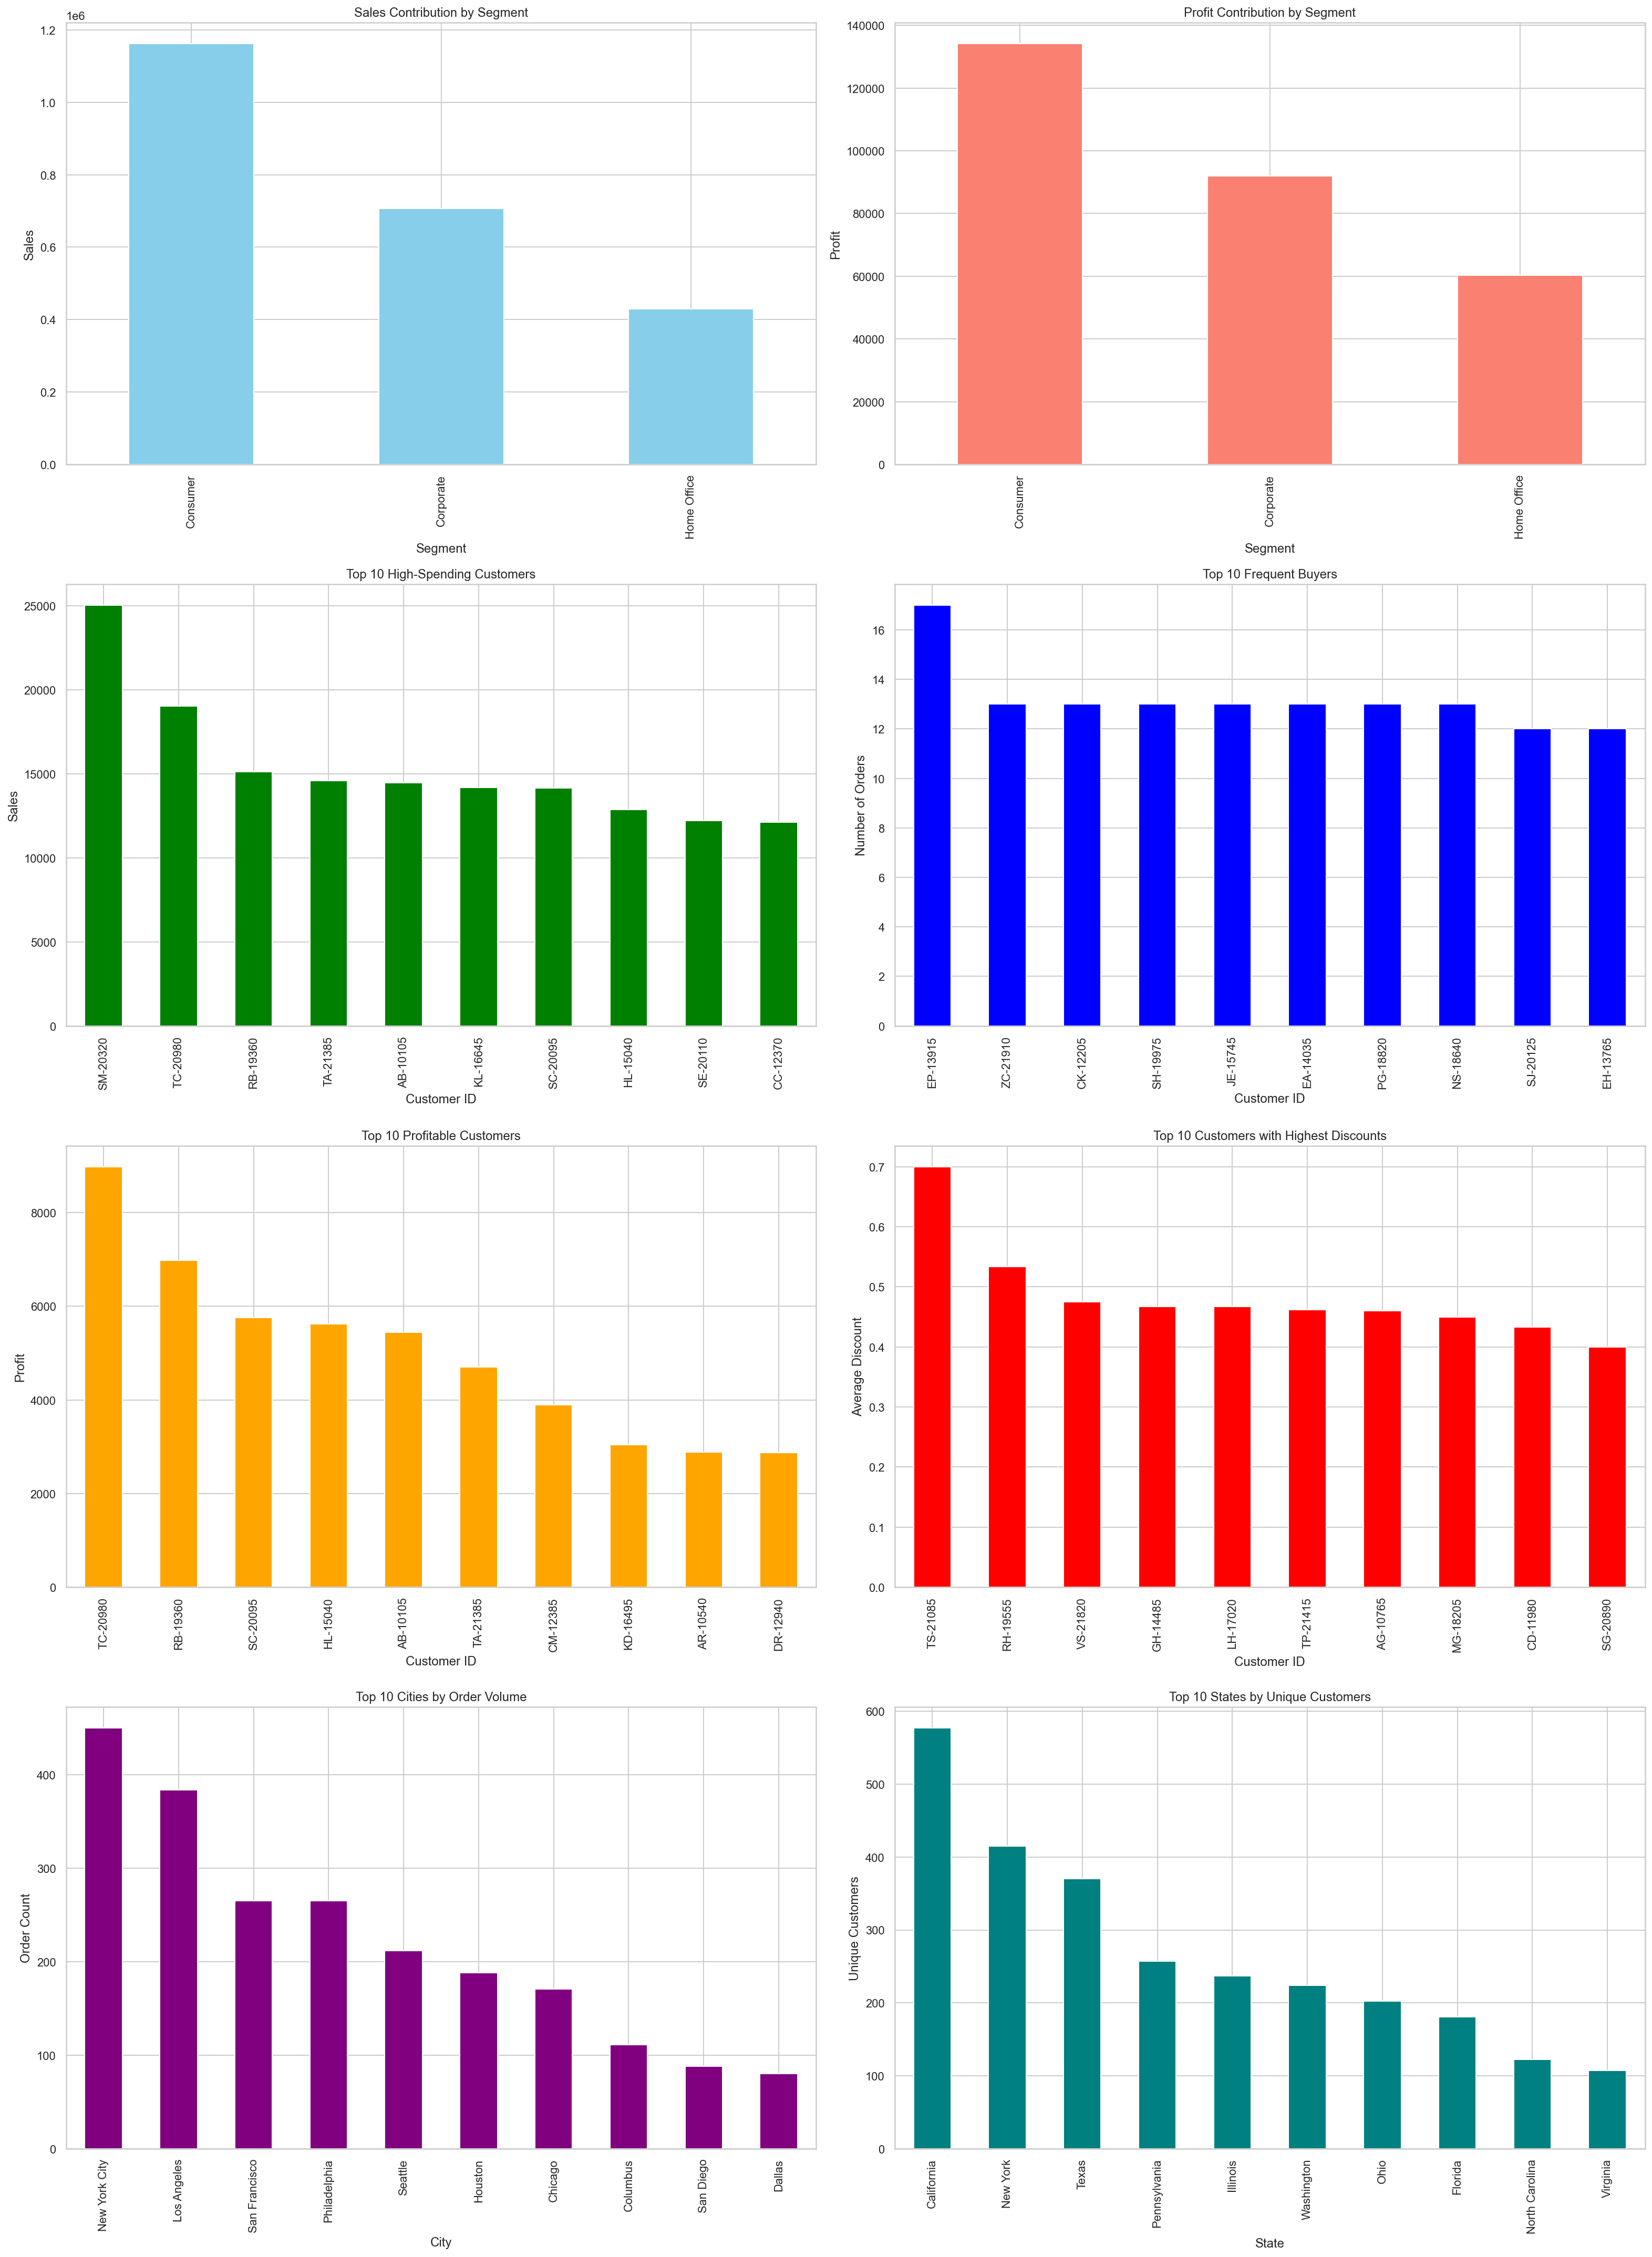 Sales Contribution by Segment
1e6
1.2
1.0
0.8
0.6
0.4
0.2
0.0
Sales
Consumer
Corporate
Home Office
Segment
Profit Contribution by Segment
140000
120000
100000
80000
60000
40000
20000
0
Profit
Consumer
Corporate
Home Office
Segment
Top 10 High-Spending Customers
25000
20000
15000
10000
5000
0
Sales
SM-20320
TC-20980
RB-19360
TA-21385
AB-10105
KL-16645
SC-20095
HL-15040
SE-20110
CC-12370
Customer ID
Top 10 Frequent Buyers
16
14
12
10
8
6
4
2
0
Number of Orders
EP-13915
ZC-21910
CK-12205
SH-19975
JE-15745
EA-14035
PG-18820
NS-18640
SJ-20125
EH-13765
Customer ID
Top 10 Profitable Customers
8000
6000
4000
2000
0
Profit
TC-20980
RB-19360
SC-20095
HL-15040
AB-10105
TA-21385
CM-12385
KD-16495
AR-10540
DR-12940
Customer ID
Top 10 Customers with Highest Discounts
0.7
0.6
0.5
0.4
0.3
0.2
0.1
0.0
Average Discount
TS-21085
RH-19555
VS-21820
GH-14485
LH-17020
TP-21415
AG-10765
MG-18205
CD-11980
SG-20890
Customer ID
Top 10 Cities by Order Volume
400
300
200
100
0
Order Count
New York City
Los Angeles
San Francisco
Philadelphia
Seattle
Houston
Chicago
Columbus
San Diego
Dallas
City
Top 10 States by Unique Customers
600
500
400
300
200
100
0
Unique Customers
California
New York
Texas
Pennsylvania
Illinois
Washington
Ohio
Florida
North Carolina
Virginia
State